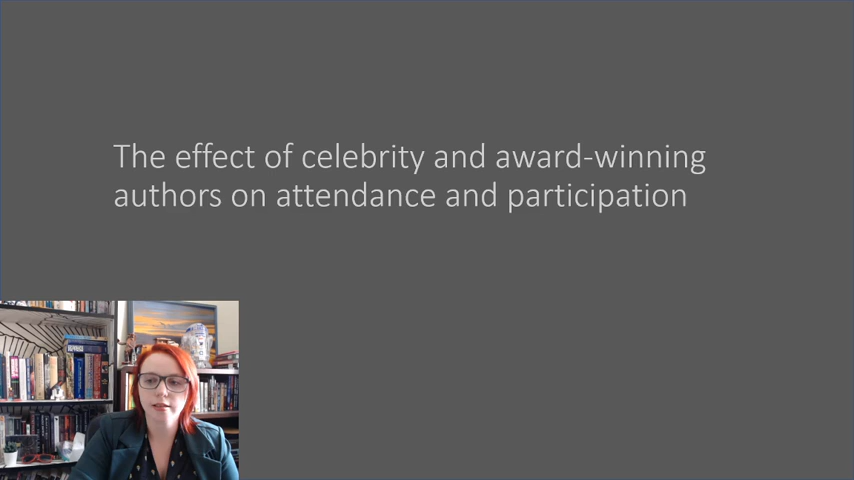 The effect of celebrity and award-winning
authors on attendance and participation